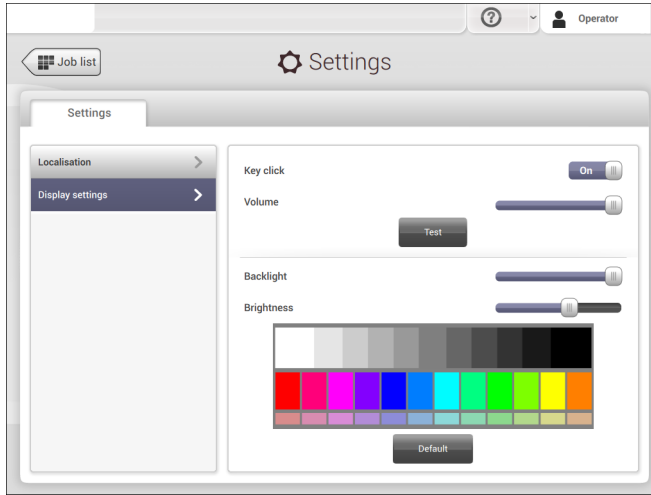 Operator
Job list
Settings
Settings
Localisation
Display settings
Key click
On
Volume
Test
Backlight
Brightness
Default